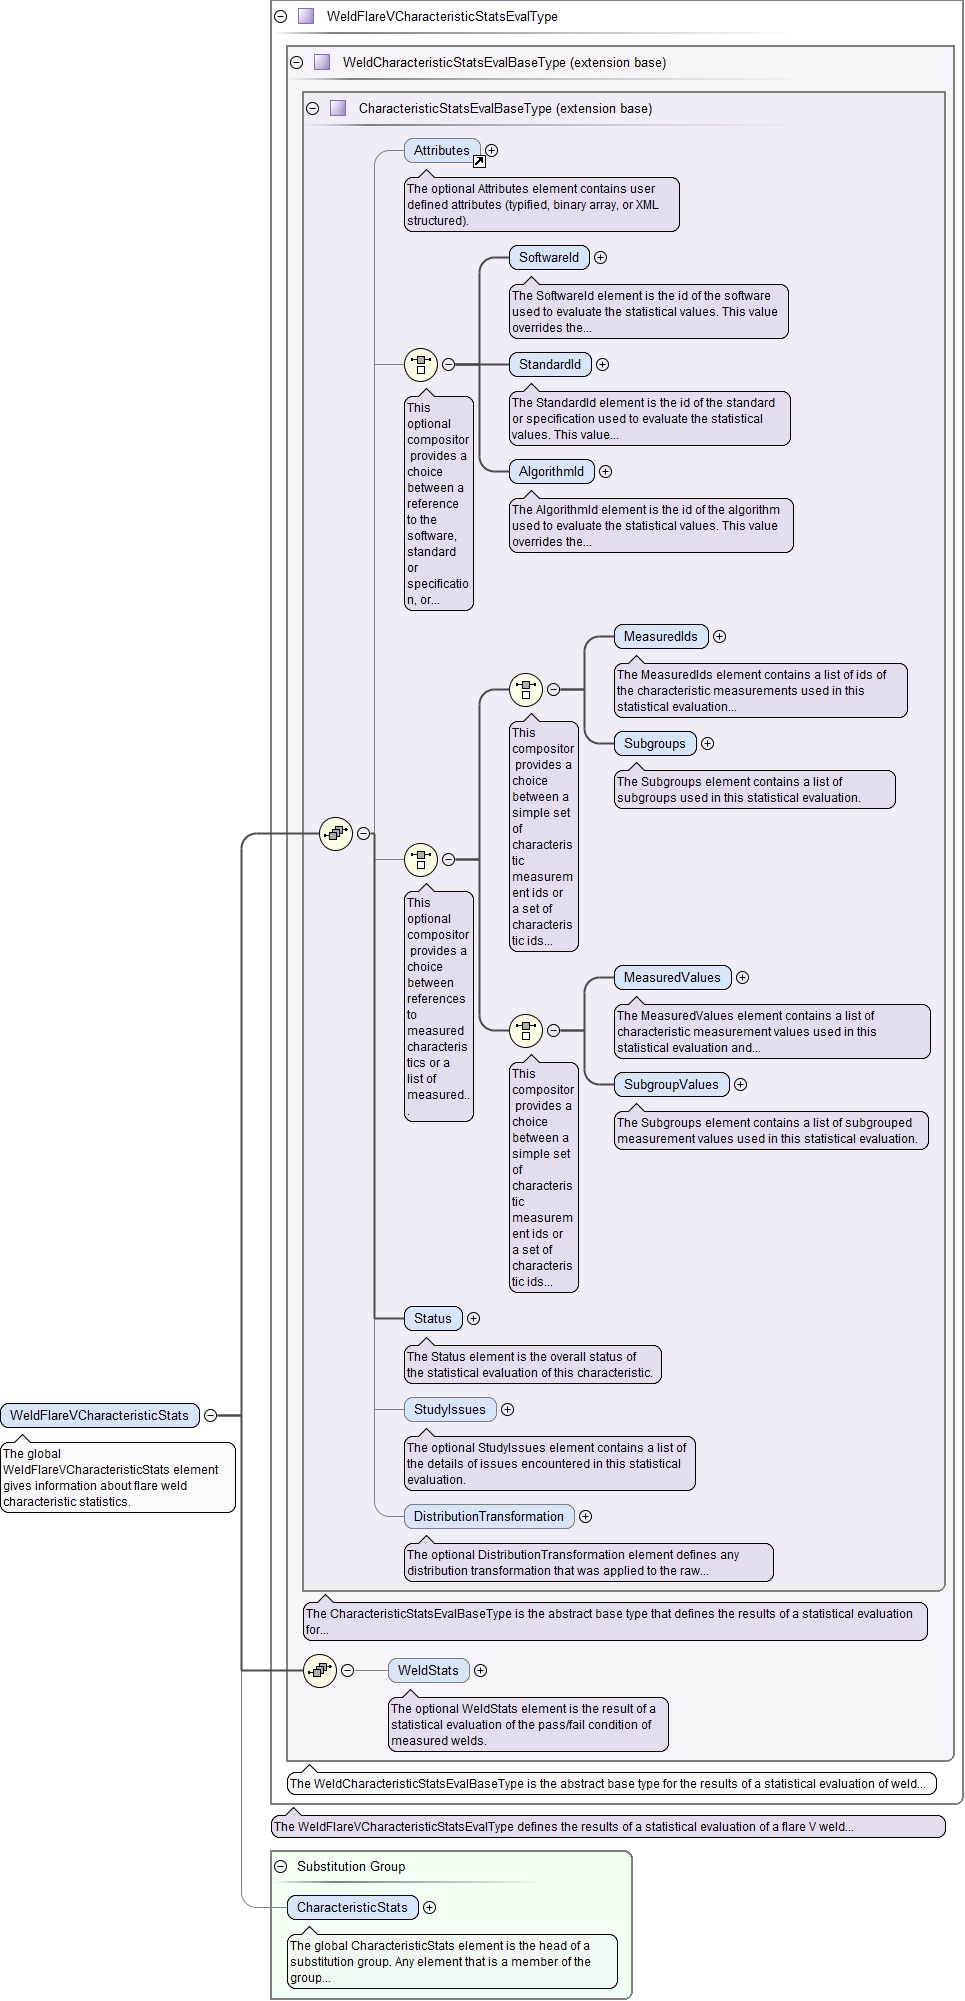 WeldFlareVCharacteristicStatsEvalType
WeldCharacteristicStatsEvalBaseType (extension base)
CharacteristicStatsEvalBaseType (extension base)
Attributes
The optional Attributes element contains user
defined attributes (typified, binary array, or XML
structured).
SoftwareId
The SoftwareId element is the id of the software
used to evaluate the statistical values. This value
overrides the...
StandardId
The StandardId element is the id of the standard
or specification used to evaluate the statistical
values. This value...
AlgorithmId
The AlgorithmId element is the id of the algorithm
used to evaluate the statistical values. This value
overrides the...
This
optional
compositor
provides a
choice
between a
reference
to the
software,
standard
or
specificatio
n, or...
MeasuredIds
The MeasuredIds element contains a list of ids of
the characteristic measurements used in this
statistical evaluation...
Subgroups
The Subgroups element contains a list of
subgroups used in this statistical evaluation.
This
compositor
provides a
choice
between a
simple set
of
characteris
tic
measurem
ent ids or
a set of
characteris
tic ids...
This
optional
compositor
provides a
choice
between
references
to
measured
characteris
tics or a
list of
measured..
.
MeasuredValues
The MeasuredValues element contains a list of
characteristic measurement values used in this
statistical evaluation and...
SubgroupValues
The Subgroups element contains a list of subgrouped
measurement values used in this statistical evaluation.
This
compositor
provides a
choice
between a
simple set
of
characteris
tic
measurem
ent ids or
a set of
characteris
tic ids...
Status
The Status element is the overall status of
the statistical evaluation of this characteristic.
WeldFlareVCharacteristicStats
The global
WeldFlareVCharacteristicStats element
gives information about flare weld
characteristic statistics.
StudyIssues
The optional StudyIssues element contains a list of
the details of issues encountered in this statistical
evaluation.
DistributionTransformation
The optional DistributionTransformation element defines any
distribution transformation that was applied to the raw...
The CharacteristicStatsEvalBaseType is the abstract base type that defines the results of a statistical evaluation
for...
WeldStats
The optional WeldStats element is the result of a
statistical evaluation of the pass/fail condition of
measured welds.
The WeldCharacteristicStatsEvalBaseType is the abstract base type for the results of a statistical evaluation of weld...
The WeldFlareVCharacteristicStatsEvalType defines the results of a statistical evaluation of a flare V weld...
Substitution Group
CharacteristicStats
The global CharacteristicStats element is the head of a
substitution group. Any element that is a member of the
group...